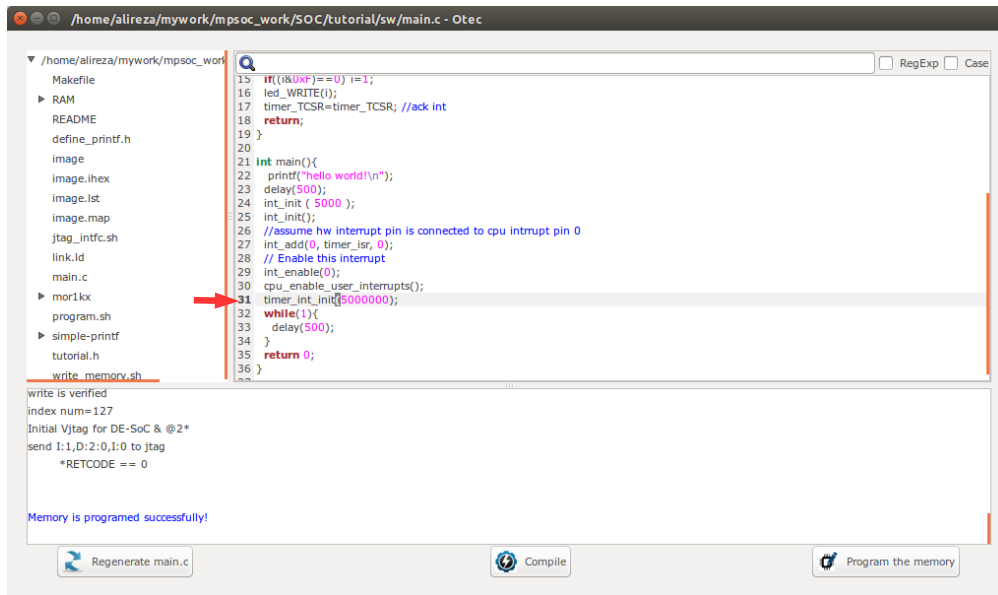 /home/alireza/mywork/mpsoc_work/SOC/tutorial/sw/main.c - Otec
/home/alireza/mywork/mpsoc_work
Makefile
RAM
README
define_printf.h
image
image.ihex
image.lst
image.map
jtag_intfc.sh
link.ld
main.c
mor1kx
program.sh
simple-printf
tutorial.h
write_memory.sh
RegExp Case
15 if((i&0xF)==0) i=1;
16 led_WRITE(i);
17 timer_TCSR=timer_TCSR; //ack int
18 return;
19 }
20
21 int main(){
22 printf("hello world!\n");
23 delay(500);
24 int_init ( 5000 );
25 int_init();
26 //assume hw interrupt pin is connected to cpu intrrupt pin 0
27 int_add(0, timer_isr, 0);
28 // Enable this interrupt
29 int_enable(0);
30 cpu_enable_user_interrupts();
31 timer_int_init(5000000);
32 while(1){
33 delay(500);
34 }
35 return 0;
36 }
37
write is verified
index num=127
Initial Vjtag for DE-SoC & @2*
send I:1,D:2:0,I:0 to jtag
*RETCODE == 0
Memory is programed successfully!
Regenerate main.c
Compile
Program the memory